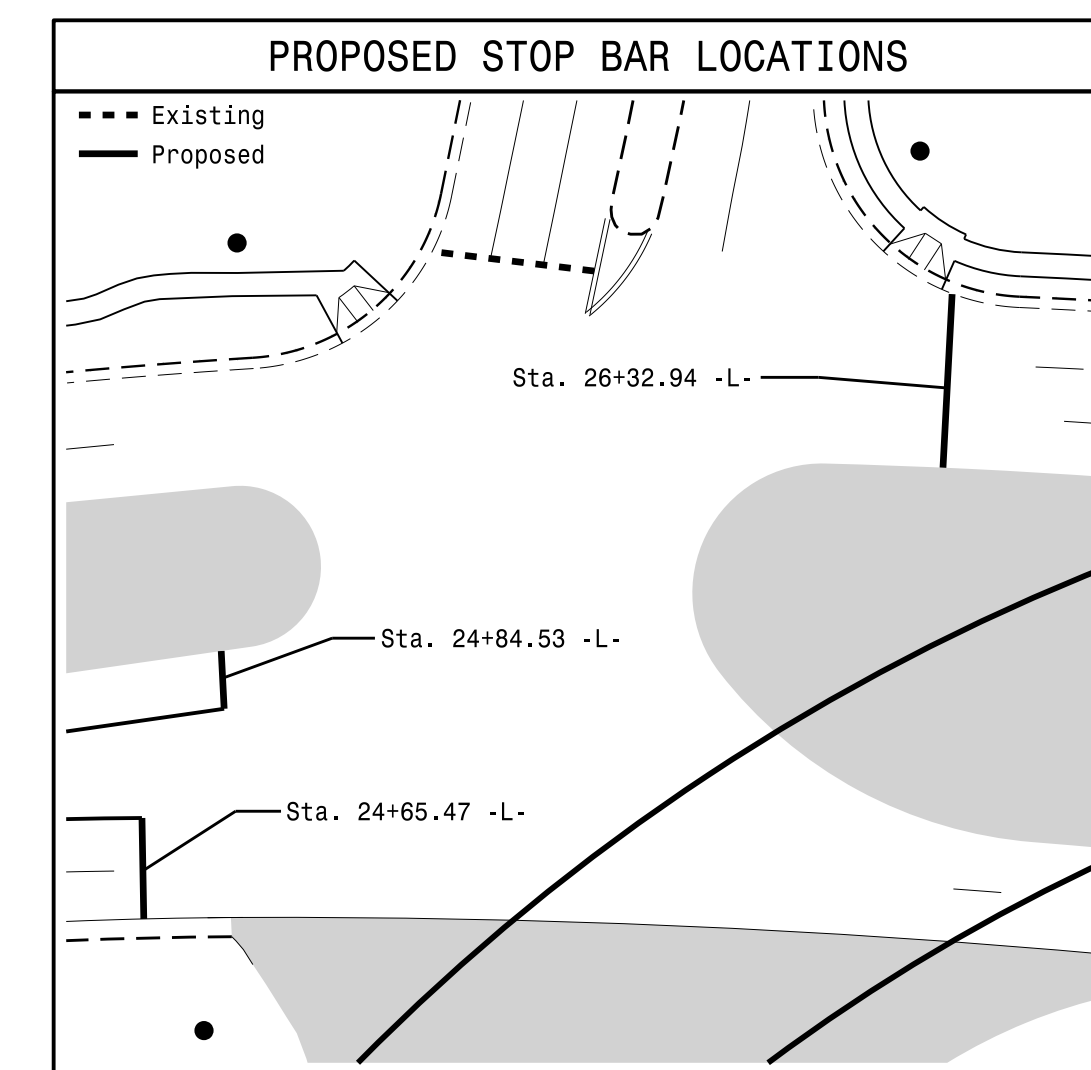 PROPOSED STOP BAR LOCATIONS
Existing
Proposed
Sta. 26+32.94 -L-
Sta. 24+84.53 -L-
Sta. 24+65.47 -L-